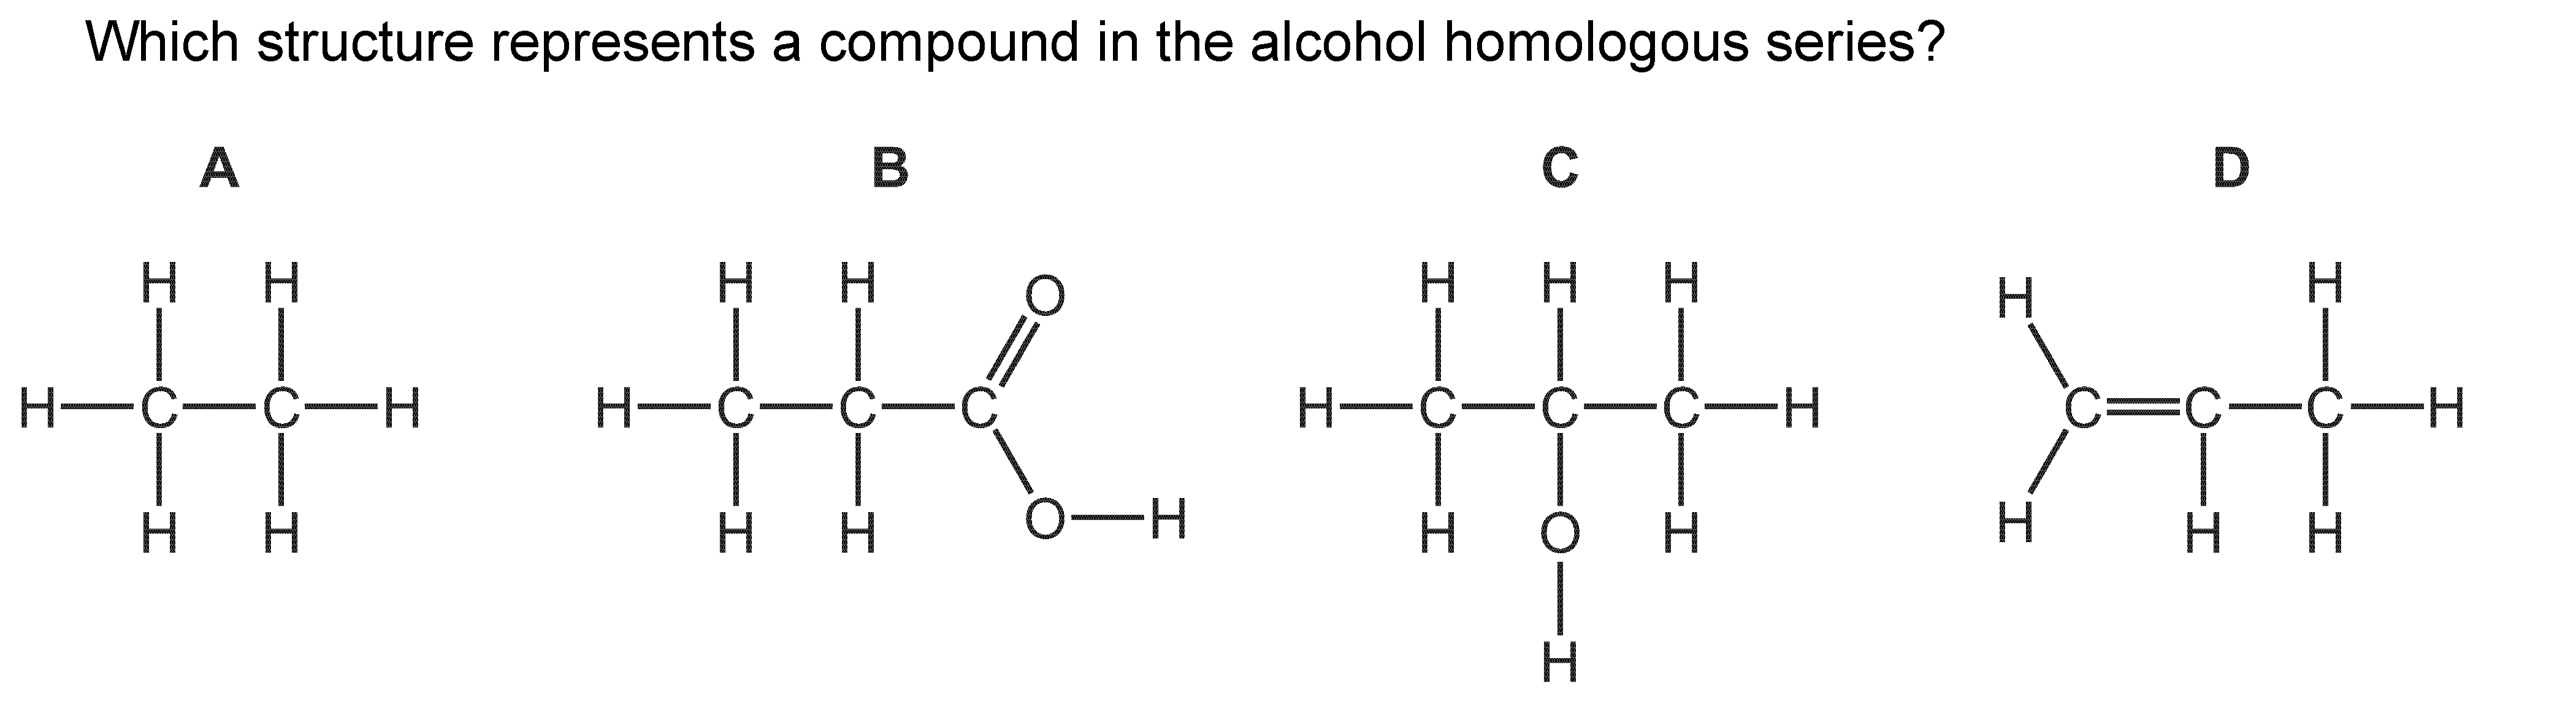 Which structure represents a compound in the alcohol homologous series?
A B C D
H H H H O H H H H H
H C C H H C C C H C C C H C C C H
H H H H O H H O H H H H
H